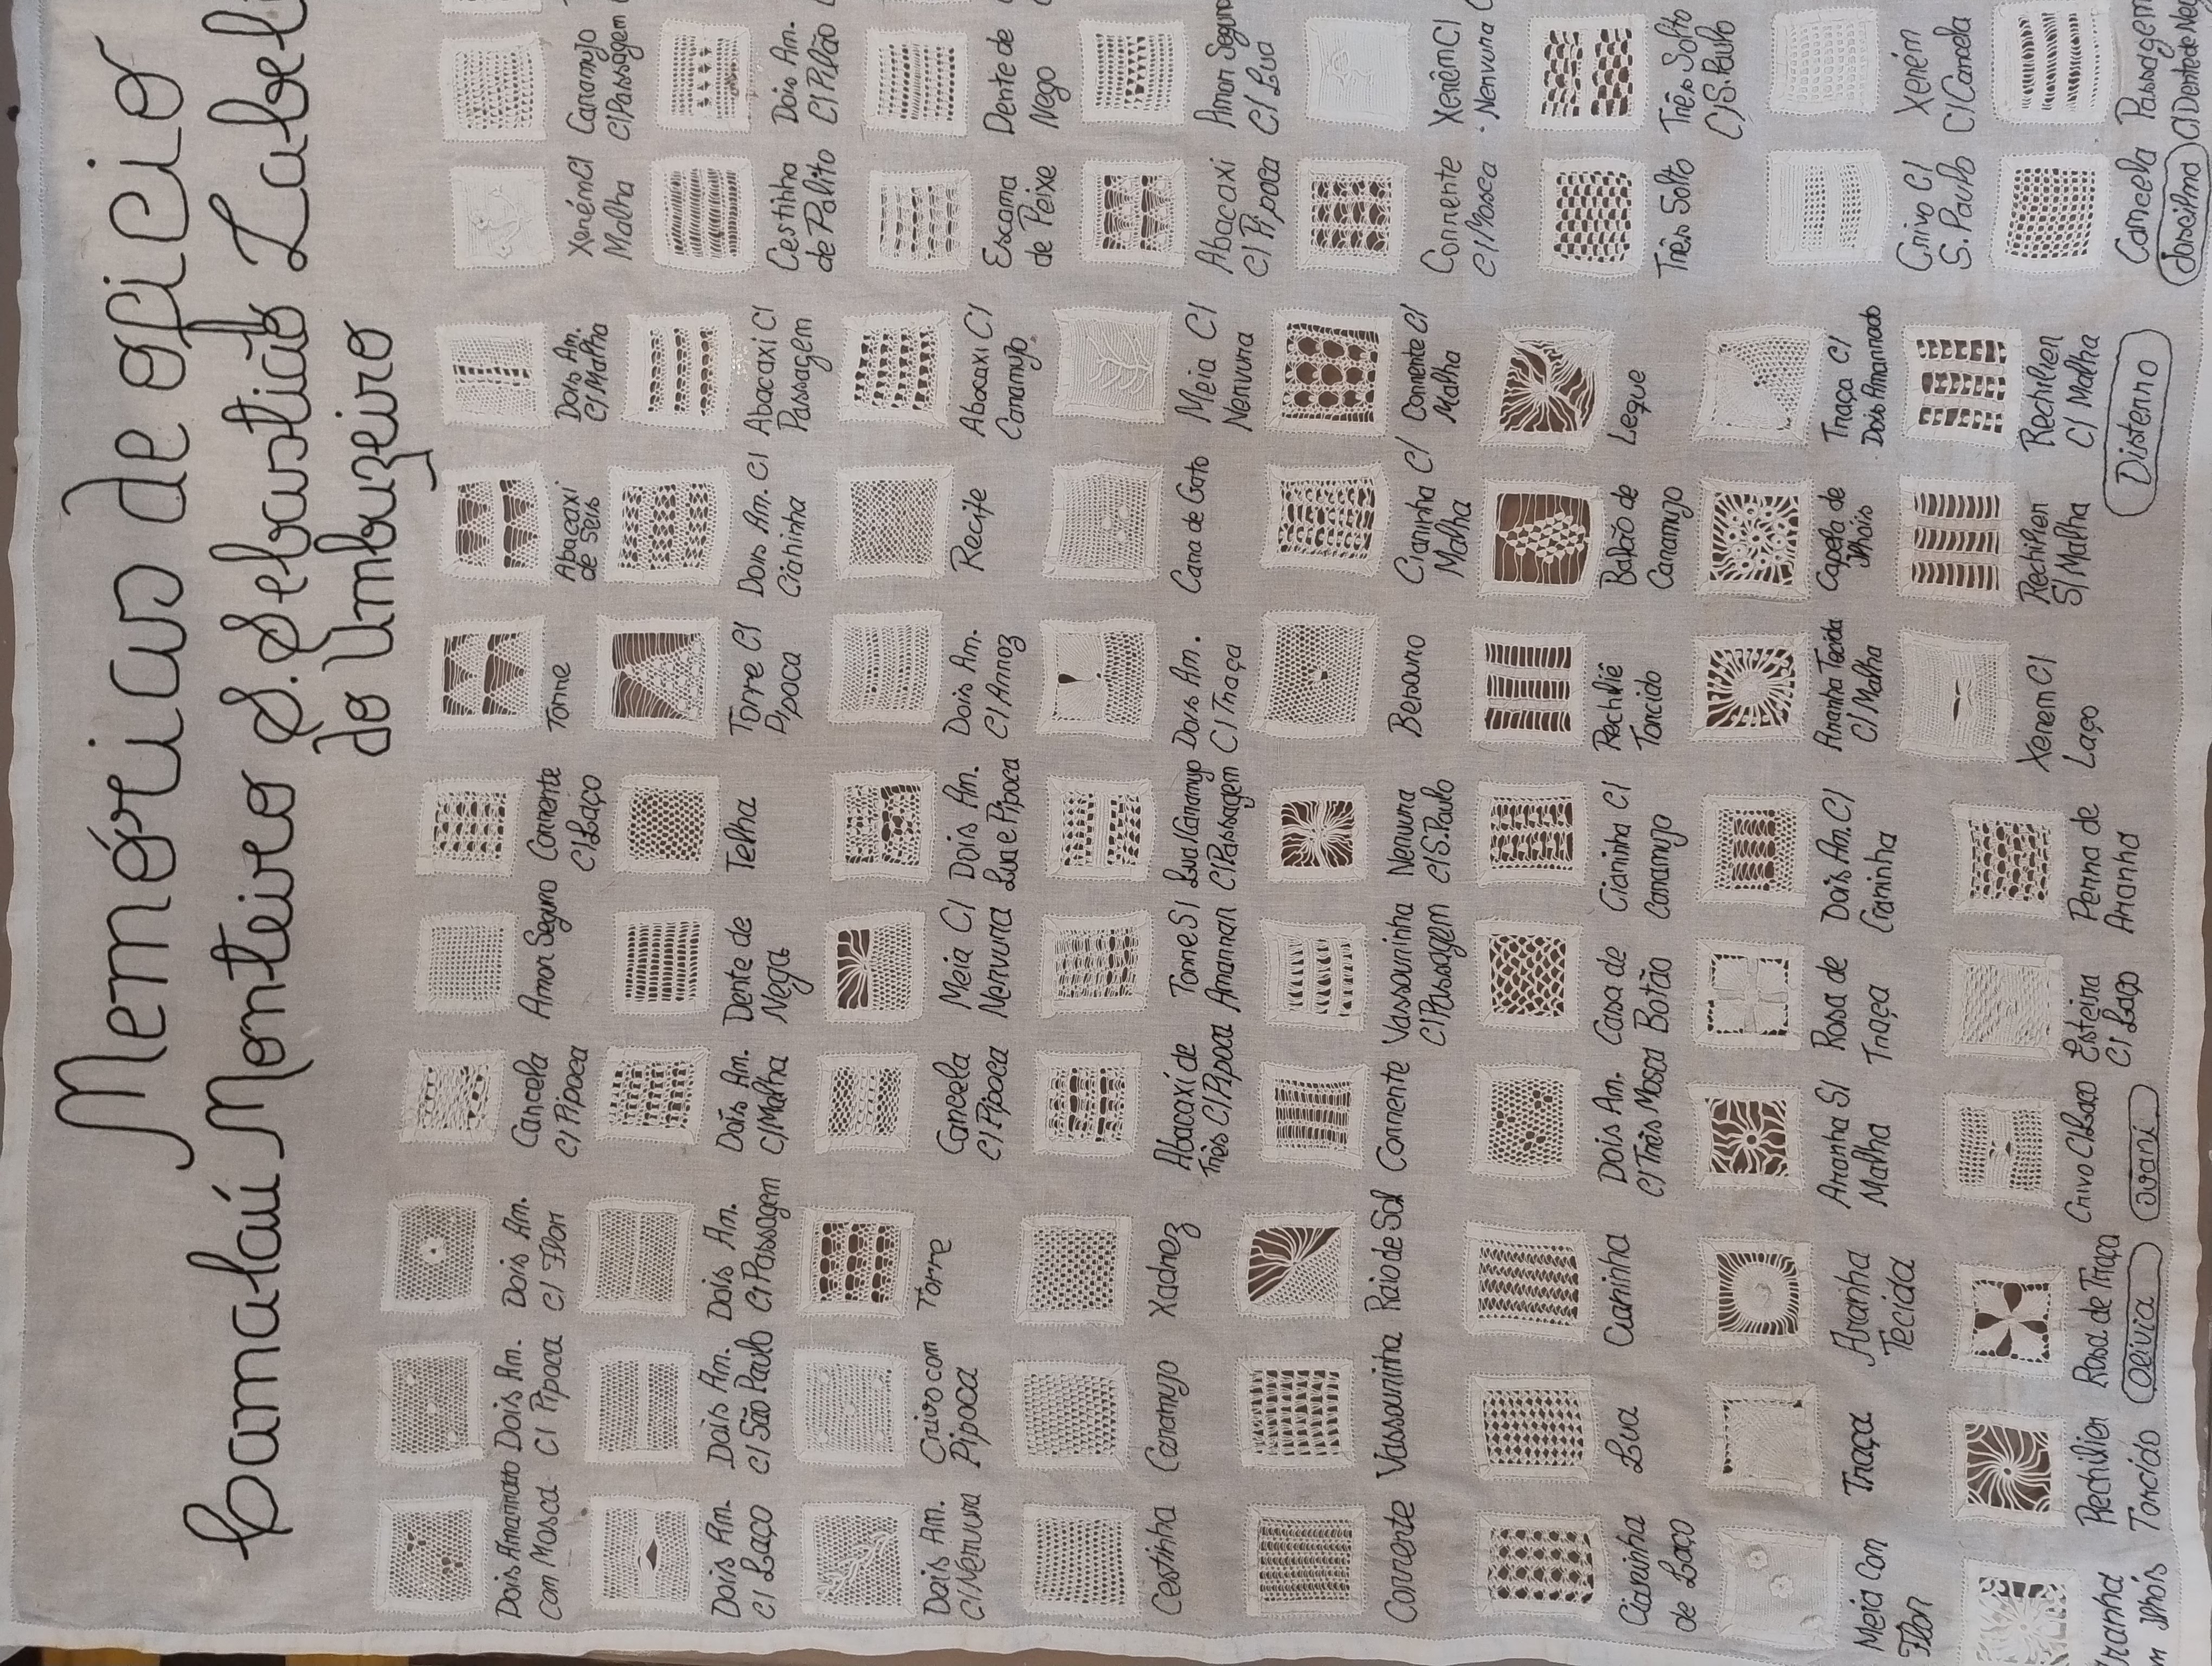 Memórias de oficio
Camalaú Monteiro S. Sebastião
do Umbuzeiro
Dois Amarrado
com Mosca
Dois Am.
C/ Pipoca
Dois Am.
C/ Flor
Cancela
C/ Pipoca
Amor Seguro
Corrente
C/Laço
Torre
Abacaxi
de Seis
Dois Am.
C/ Malha
Xerém C/
Malha
Caramujo
C/Passagem
Dois Am.
C/ Laço
Dois Am.
C/ São Paulo
Dois Am.
C/ Passagem
Dois Am.
C/Malha
Dente de
Nega
Telha
Torre C/
Pipoca
Dois Am. C/
Cianinha
Abacaxi C/
Passagem
Cestinha
de Palito
Dois Am.
C/ Pilão
Dois Am.
C/ Nervura
Crivo com
Pipoca
Torre
Cancela
C/ Pipoca
Meia C/
Nervura
Dois Am.
Lua e Pipoca
Dois Am.
C/ Arroz
Recife
Abacaxi C/
Caramujo
Escama
de Peixe
Dente de
Nego
Cestinha
Caramujo
Xadrez
Abacaxi de
Três C/ Pipoca
Torre S/
Amarrar
Lua/Caramujo
C/Passagem
Dois Am.
C/ Traça
Cara de Gato
Meia C/
Nervura
Abacaxi
C/ Pipoca
Amor Seguro
C/ Lua
Corrente
Vassourinha
Raio de Sol
Corrente
Vassourinha
C/ Passagem
Nervura
C/S. Paulo
Besouro
Cianinha C/
Malha
Corrente C/
Malha
Corrente
C/ Mosca
Xerêm C/
Nervura
Cianinha
de Laço
Lua
Cianinha
Dois Am.
C/ Três Mosca
Casa de
Botão
Cianinha C/
Caramujo
Rechiliê
Torcido
Balão de
Caramujo
Leque
Três Solto
Três Solto
C/S. Paulo
Meia Com
Flor
Traça
Aranha
Tecida
Aranha S/
Malha
Rosa de
Traça
Dois Am. C/
Cianinha
Aranha Tecida
C/ Malha
Capela de
Ilhóis
Traça C/
Dois Amarrado
Crivo C/
S. Paulo
Xerém
C/ Cancela
Rechilier
Torcido
Rosa de Traça
Olivia
Crivo C/Laço
Jovani
Esteira
C/ Laço
Perna de
Aranha
Xerem C/
Laço
Rechilier
S/ Malha
Rechilier
C/ Malha
Disterro
Cancela
Joseilma
Passagem
C/ Dente de